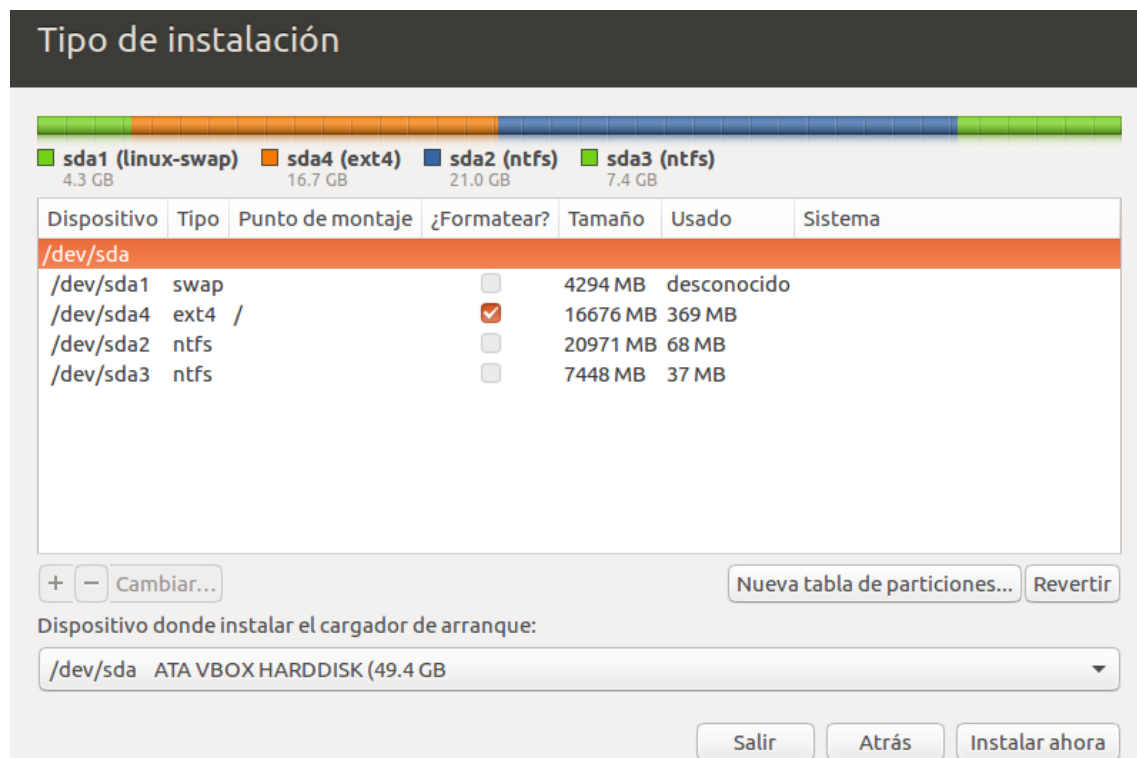 Tipo de instalación
sda1 (linux-swap) sda4 (ext4) sda2 (ntfs) sda3 (ntfs)
4.3 GB 16.7 GB 21.0 GB 7.4 GB
Dispositivo Tipo Punto de montaje ¿Formatear? Tamaño Usado Sistema
/dev/sda
/dev/sda1 swap 4294 MB desconocido
/dev/sda4 ext4 / 16676 MB 369 MB
/dev/sda2 ntfs 20971 MB 68 MB
/dev/sda3 ntfs 7448 MB 37 MB
+ − Cambiar... Nueva tabla de particiones... Revertir
Dispositivo donde instalar el cargador de arranque:
/dev/sda ATA VBOX HARDDISK (49.4 GB
Salir Atrás Instalar ahora